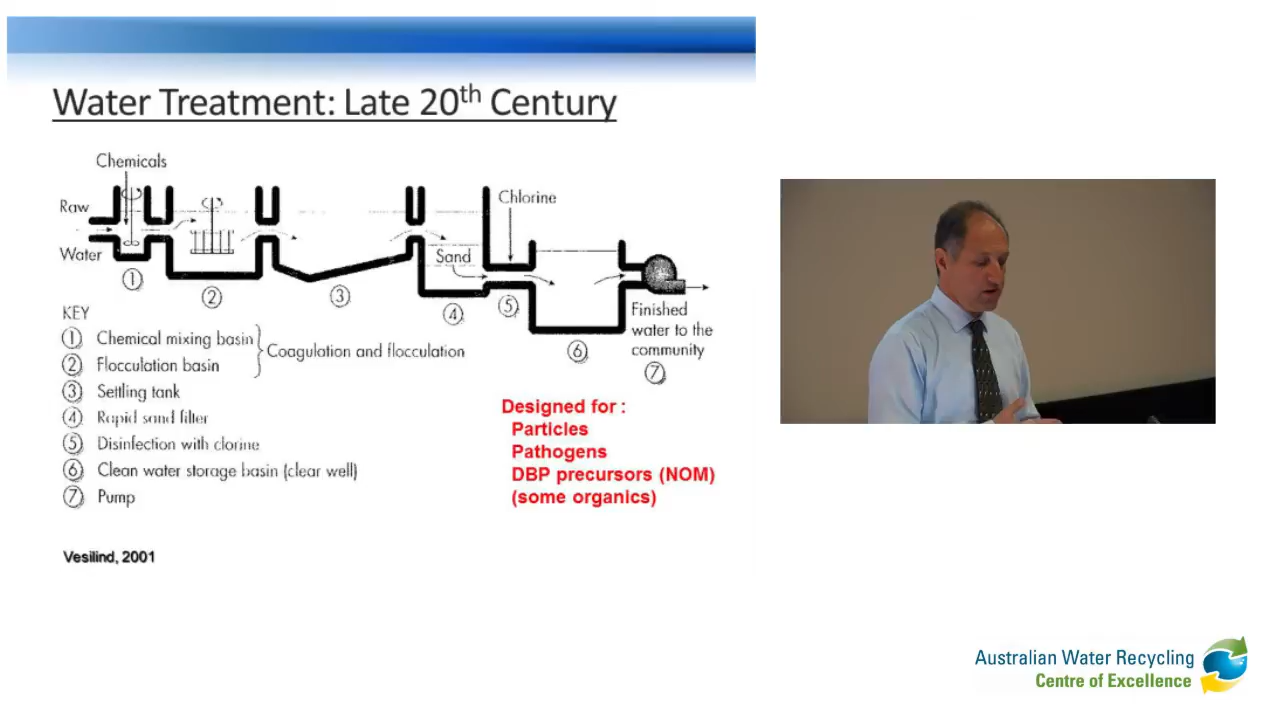 Water Treatment: Late 20th Century
Chemicals
Raw
Water
Chlorine
Sand
1
2
3
4
5
6
Finished
water to the
community
7
KEY
1 Chemical mixing basin
2 Flocculation basin
Coagulation and flocculation
3 Settling tank
4 Rapid sand filter
5 Disinfection with clorine
6 Clean water storage basin (clear well)
7 Pump
Designed for :
Particles
Pathogens
DBP precursors (NOM)
(some organics)
Vesilind, 2001
Australian Water Recycling
Centre of Excellence